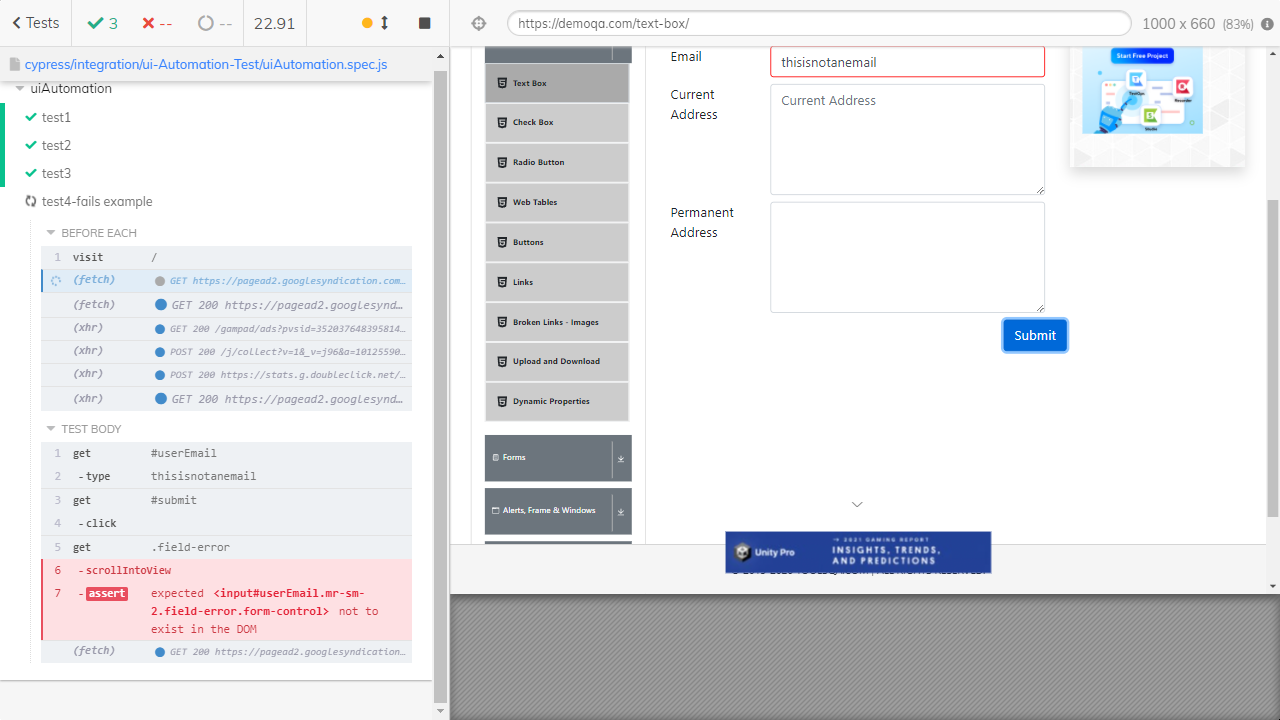 Tests
3
--
--
22.91
https://demoqa.com/text-box/
1000 x 660 (83%)
cypress/integration/ui-Automation-Test/uiAutomation.spec.js
uiAutomation
test1
test2
test3
test4-fails example
BEFORE EACH
1 visit /
(fetch) GET https://pagead2.googlesyndication.com...
(fetch) GET 200 https://pagead2.googlesynd...
(xhr) GET 200 /gampad/ads?pvsid=352037648395814...
(xhr) POST 200 /j/collect?v=1&_v=j96&a=10125590...
(xhr) POST 200 https://stats.g.doubleclick.net/...
(xhr) GET 200 https://pagead2.googlesynd...
TEST BODY
1 get #userEmail
2 -type thisisnotanemail
3 get #submit
4 -click
5 get .field-error
6 -scrollIntoView
7 -assert expected <input#userEmail.mr-sm-
2.field-error.form-control> not to
exist in the DOM
(fetch) GET 200 https://pagead2.googlesyndication...
Text Box
Check Box
Radio Button
Web Tables
Buttons
Links
Broken Links - Images
Upload and Download
Dynamic Properties
Forms
Alerts, Frame & Windows
Email
thisisnotanemail
Current
Address
Current Address
Permanent
Address
Submit
Start Free Project
TestOps
Recorder
Studio
Unity Pro
2021 GAMING REPORT
INSIGHTS, TRENDS,
AND PREDICTIONS